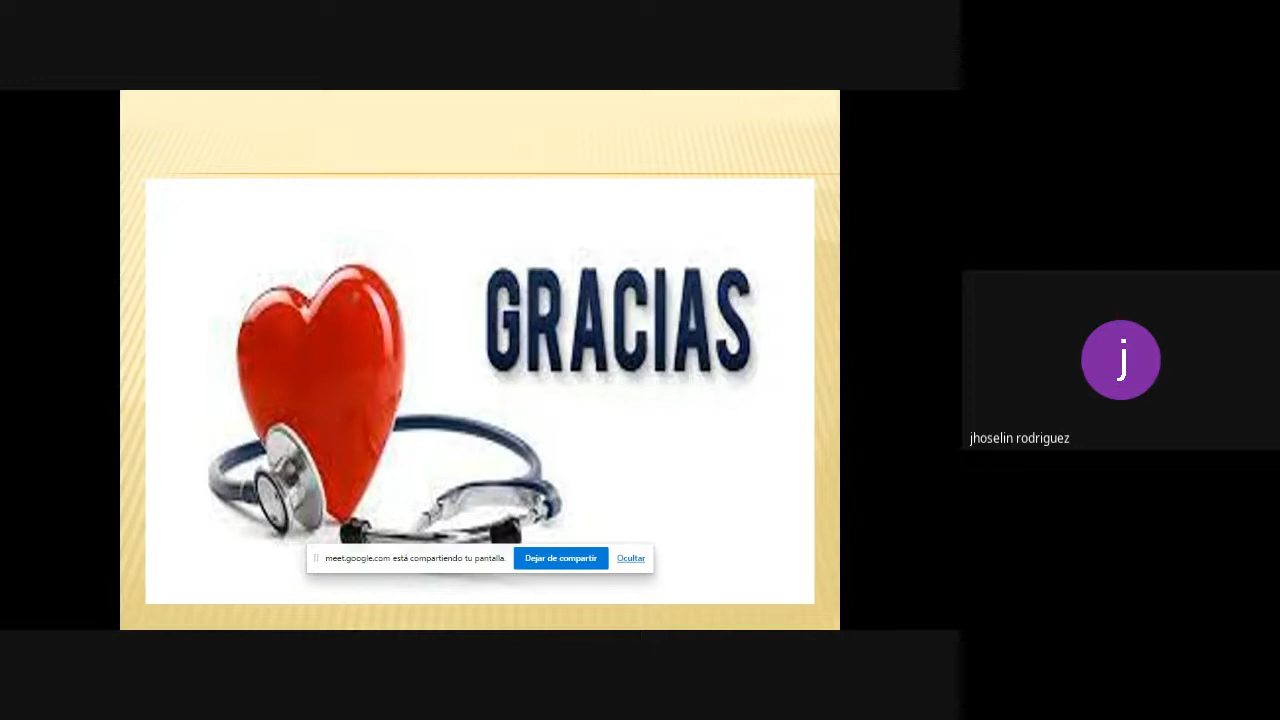 GRACIAS
meet.google.com está compartiendo tu pantalla.
Dejar de compartir
Ocultar
j
jhoselin rodriguez